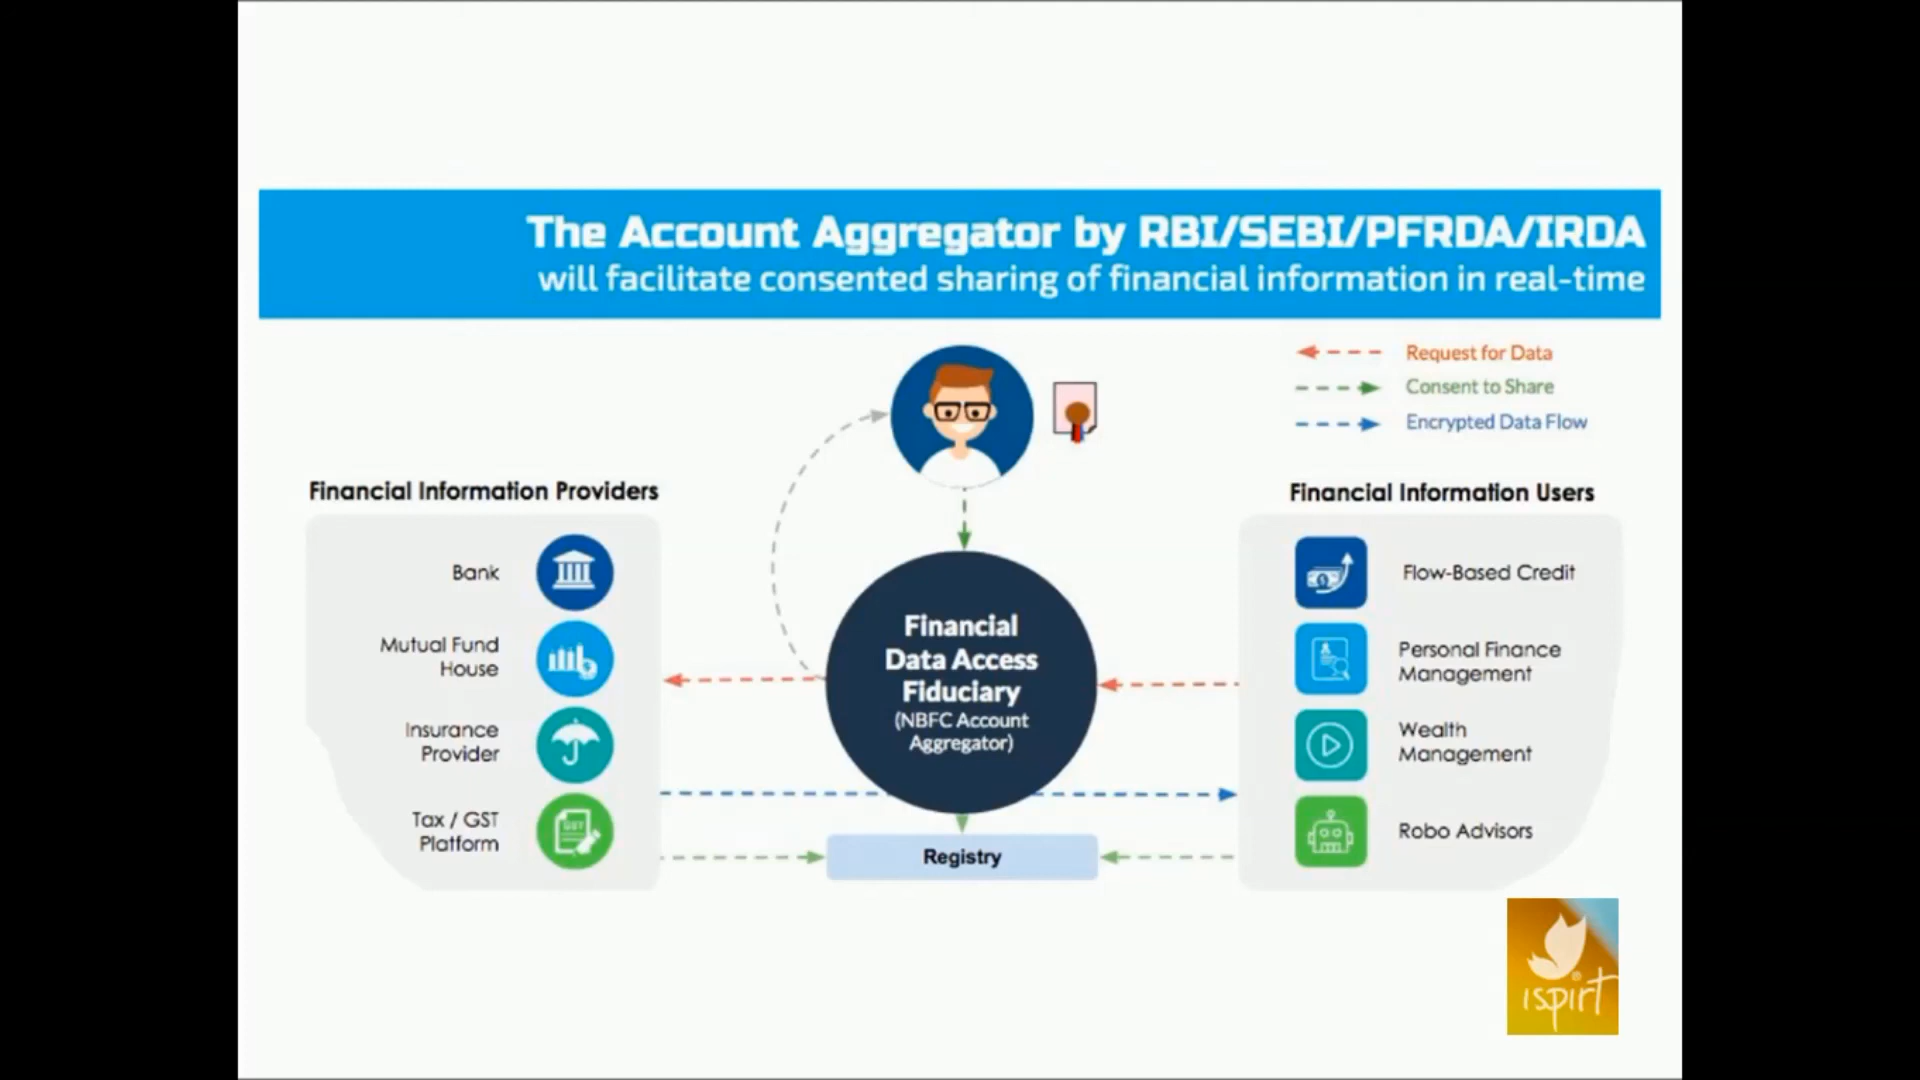 The Account Aggregator by RBI/SEBI/PFRDA/IRDA
will facilitate consented sharing of financial information in real-time
Request for Data
Consent to Share
Encrypted Data Flow
Financial Information Providers
Bank
Mutual Fund
House
Insurance
Provider
Tax / GST
Platform
GST
Financial
Data Access
Fiduciary
(NBFC Account
Aggregator)
Registry
Financial Information Users
Flow-Based Credit
Personal Finance
Management
Wealth
Management
Robo Advisors
ispirt